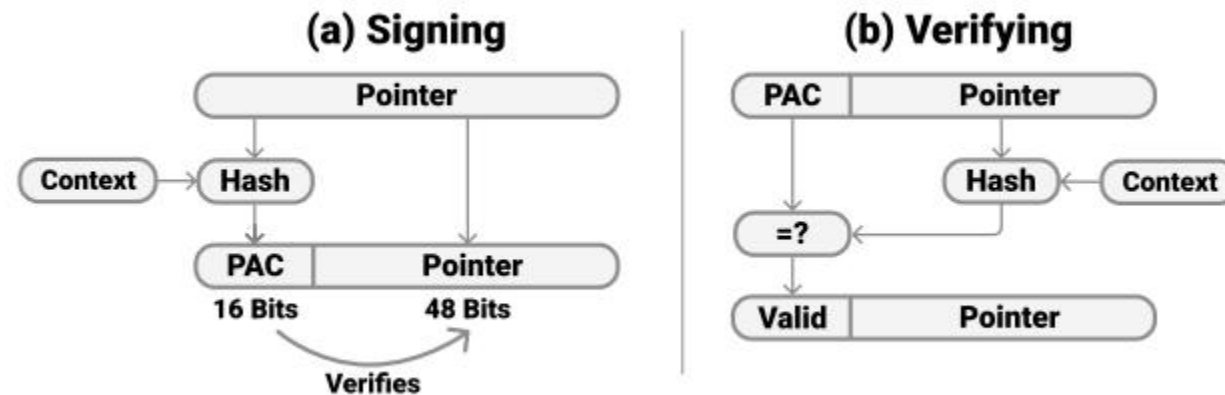 (a) Signing
Pointer
Context
Hash
PAC
Pointer
16 Bits
48 Bits
Verifies
(b) Verifying
PAC
Pointer
Hash
Context
=?
Valid
Pointer